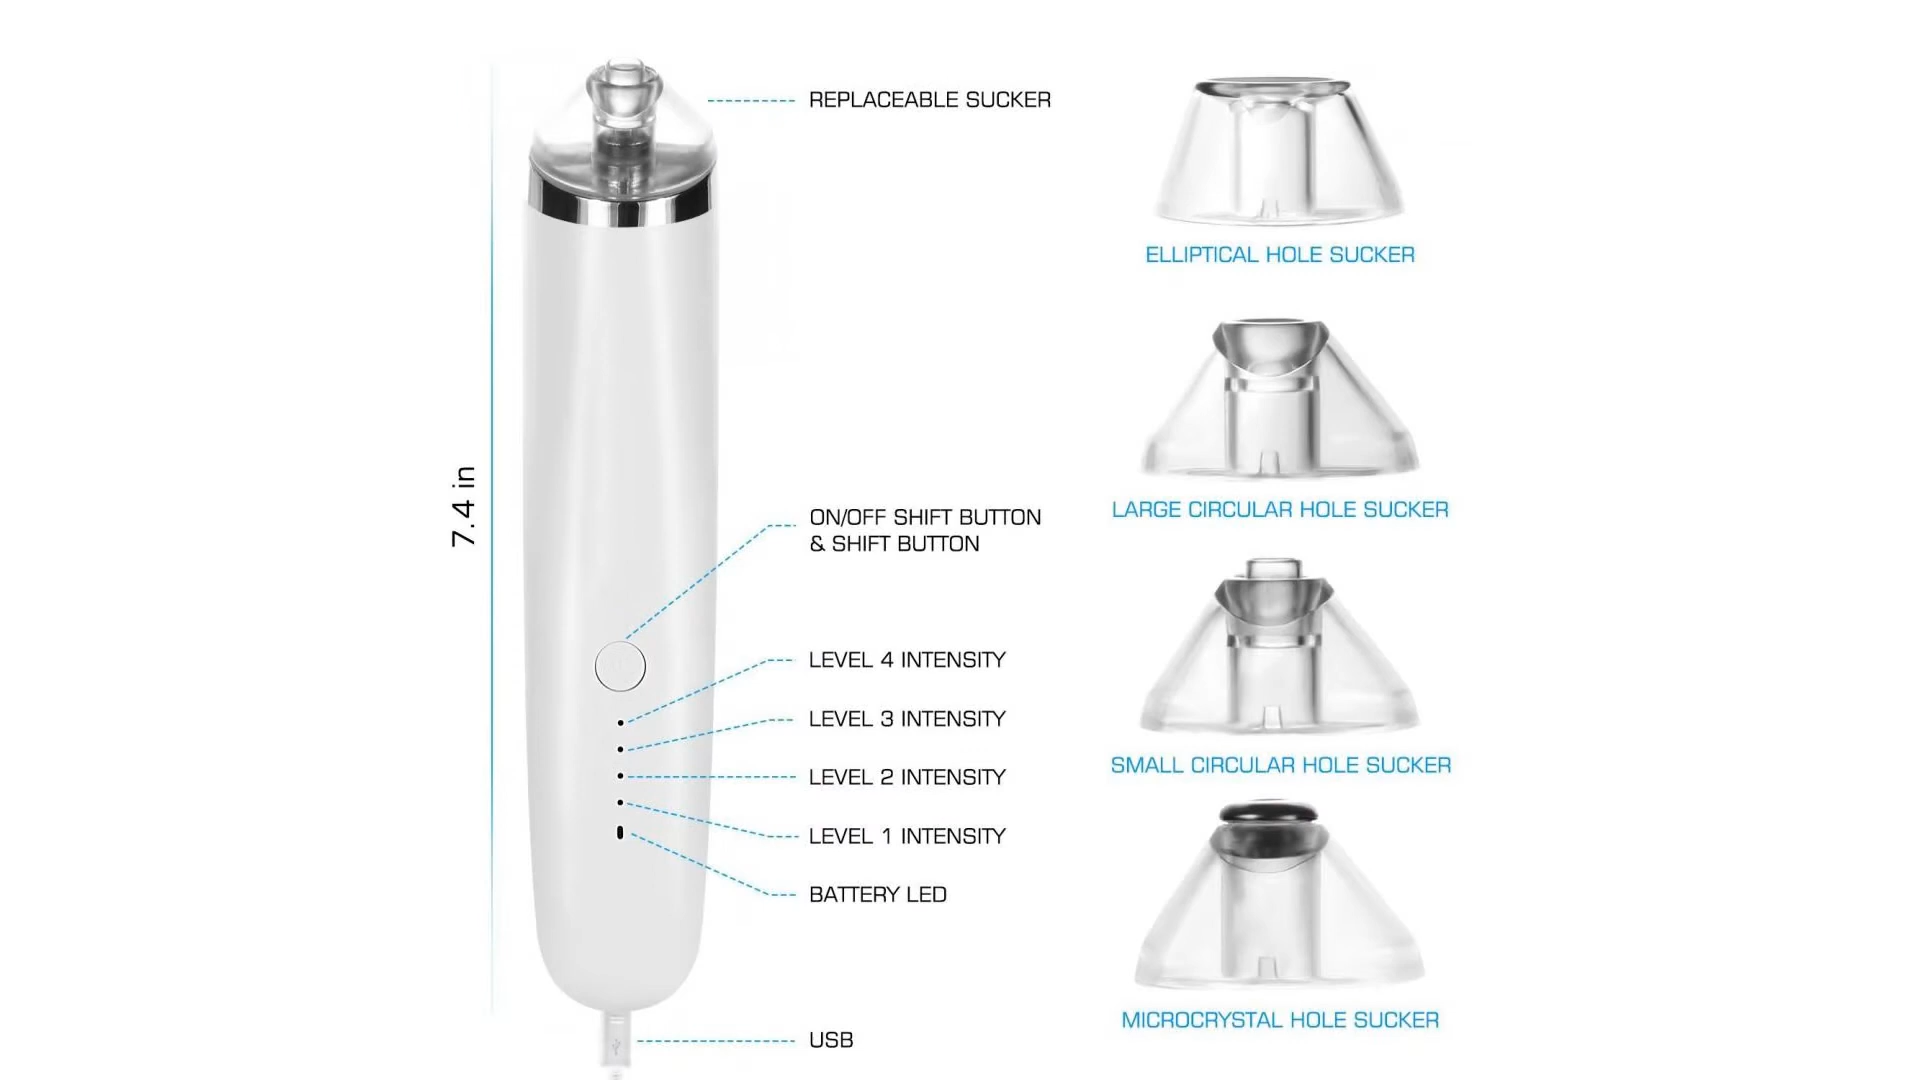 REPLACEABLE SUCKER
7.4 in
ON/OFF SHIFT BUTTON
& SHIFT BUTTON
LEVEL 4 INTENSITY
LEVEL 3 INTENSITY
LEVEL 2 INTENSITY
LEVEL 1 INTENSITY
BATTERY LED
USB
ELLIPTICAL HOLE SUCKER
LARGE CIRCULAR HOLE SUCKER
SMALL CIRCULAR HOLE SUCKER
MICROCRYSTAL HOLE SUCKER